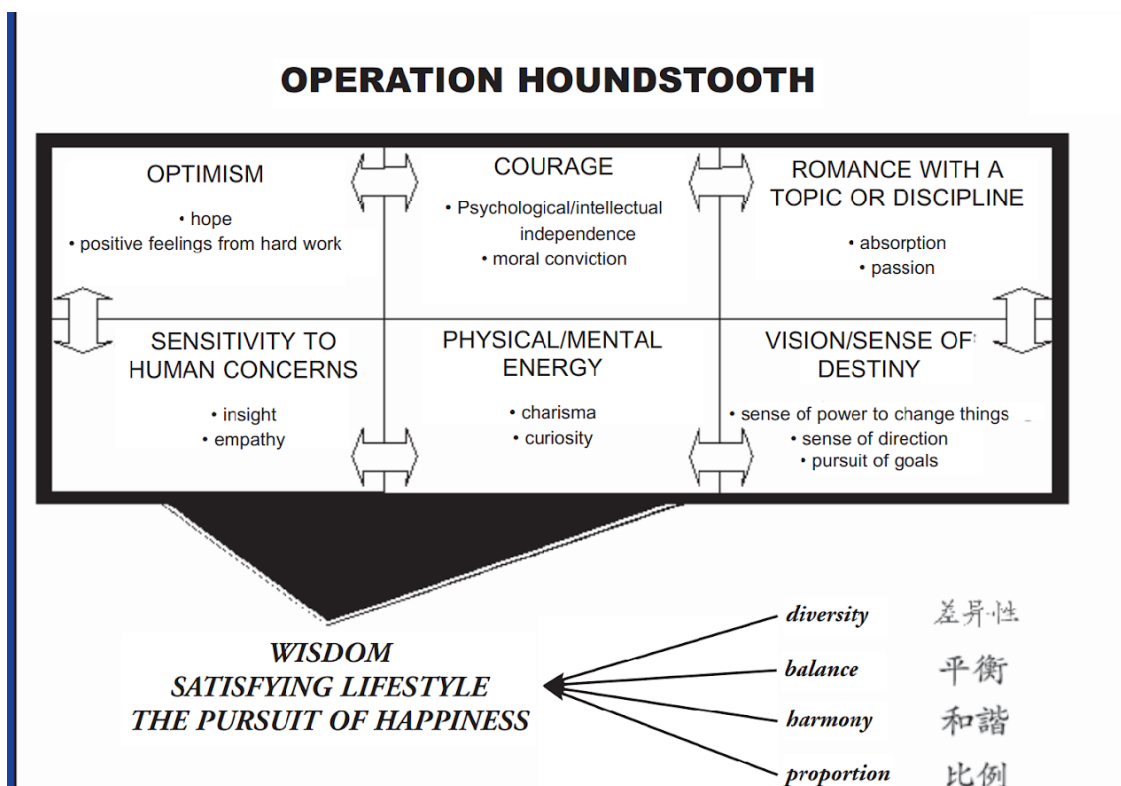 OPERATION HOUNDSTOOTH
OPTIMISM
• hope
• positive feelings from hard work
COURAGE
• Psychological/intellectual
independence
• moral conviction
ROMANCE WITH A
TOPIC OR DISCIPLINE
• absorption
• passion
SENSITIVITY TO
HUMAN CONCERNS
• insight
• empathy
PHYSICAL/MENTAL
ENERGY
• charisma
• curiosity
VISION/SENSE OF
DESTINY
• sense of power to change things
• sense of direction
• pursuit of goals
WISDOM
SATISFYING LIFESTYLE
THE PURSUIT OF HAPPINESS
diversity 差异性
balance 平衡
harmony 和諧
proportion 比例